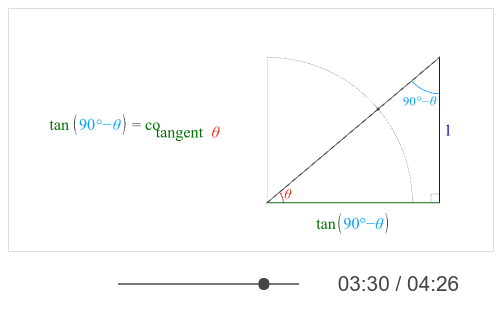 tan(90°−θ) = cotangent θ
90°−θ
1
θ
tan(90°−θ)
03:30 / 04:26